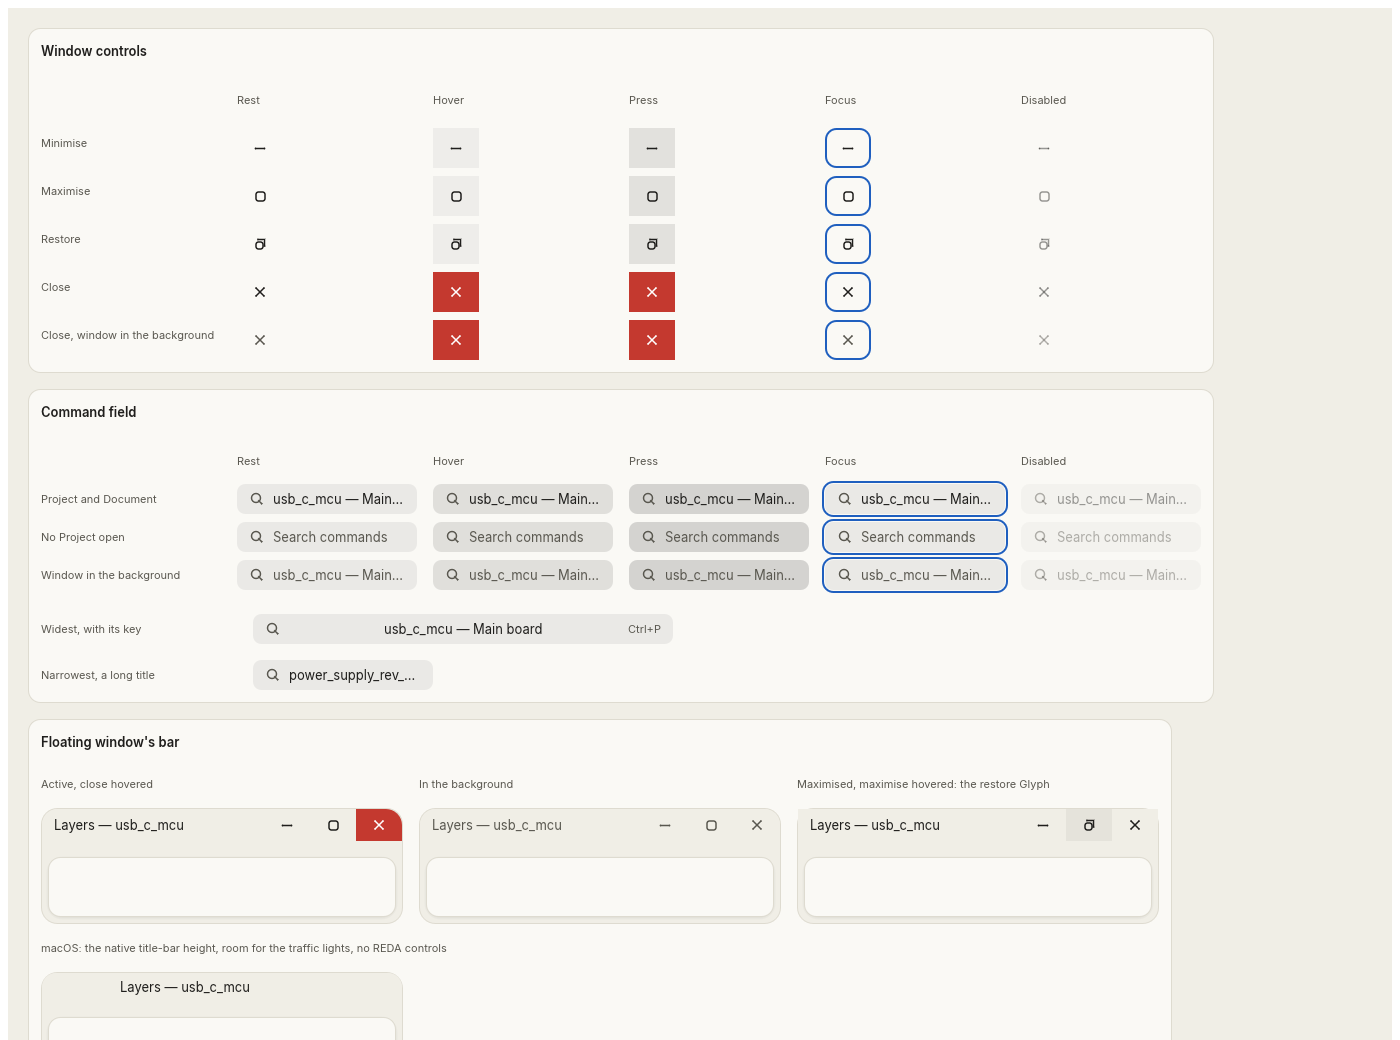 Window controls
Rest Hover Press Focus Disabled
Minimise
Maximise
Restore
Close
Close, window in the background
Command field
Rest Hover Press Focus Disabled
Project and Document usb_c_mcu — Main... usb_c_mcu — Main... usb_c_mcu — Main... usb_c_mcu — Main... usb_c_mcu — Main...
No Project open Search commands Search commands Search commands Search commands Search commands
Window in the background usb_c_mcu — Main... usb_c_mcu — Main... usb_c_mcu — Main... usb_c_mcu — Main... usb_c_mcu — Main...
Widest, with its key usb_c_mcu — Main board Ctrl+P
Narrowest, a long title power_supply_rev_...
Floating window's bar
Active, close hovered In the background Maximised, maximise hovered: the restore Glyph
Layers — usb_c_mcu Layers — usb_c_mcu Layers — usb_c_mcu
macOS: the native title-bar height, room for the traffic lights, no REDA controls
Layers — usb_c_mcu